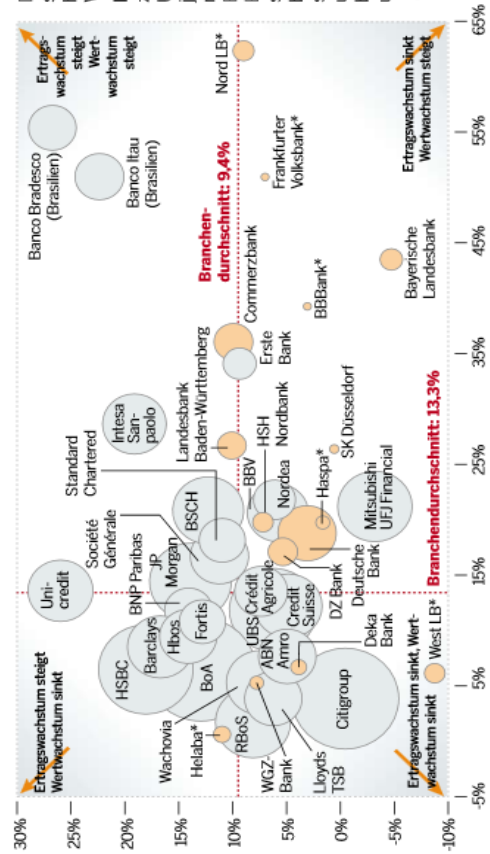 30%
25%
20%
15%
10%
5%
0%
-5%
-10%
-5%
5%
15%
25%
35%
45%
55%
65%
Ertragswachstum steigt
Wertwachstum sinkt
Ertrags-
wachstum
steigt
Wert-
wachstum
steigt
Ertragswachstum sinkt, Wert-
wachstum sinkt
Ertragswachstum sinkt
Wertwachstum steigt
Branchen-
durchschnitt: 9,4%
Branchendurchschnitt: 13,3%
Banco Bradesco
(Brasilien)
Banco Itau
(Brasilien)
Nord LB*
Frankfurter
Volksbank*
Uni-
credit
Intesa
San-
paolo
Standard
Chartered
Société
Générale
BNP Paribas
JP
Morgan
BSCH
Landesbank
Baden-Württemberg
Commerzbank
Erste
Bank
HSBC
Barclays
Hbos
Fortis
BoA
Wachovia
Helaba*
RBoS
WGZ-
Bank
Lloyds
TSB
UBS
Crédit
Agricole
ABN
Amro
Credit
Suisse
BBV
HSH
Nordbank
Nordea
Haspa*
SK Düsseldorf
BBBank*
Bayerische
Landesbank
Mitsubishi
UFJ Financial
DZ Bank
Deutsche
Bank
Deka
Bank
Citigroup
West LB*